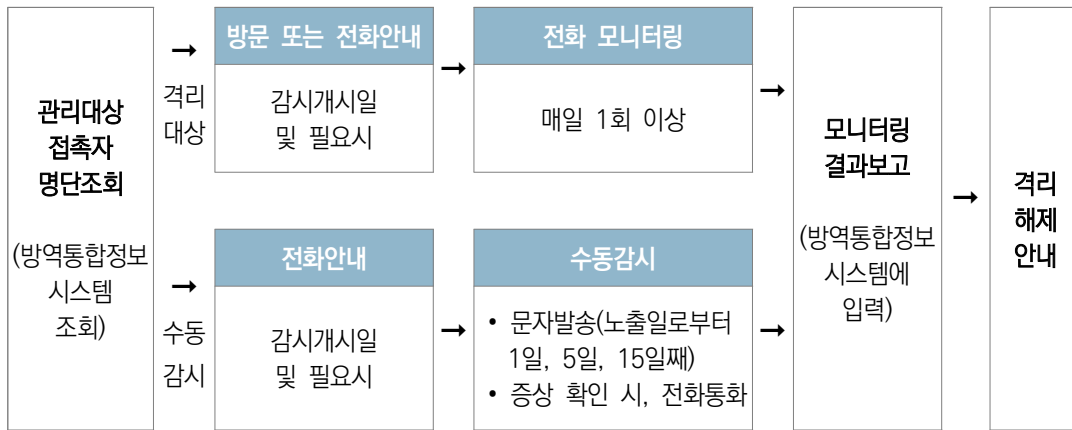 관리대상
접촉자
명단조회
(방역통합정보
시스템
조회)
→
격리
대상
방문 또는 전화안내
감시개시일
및 필요시
→
전화 모니터링
매일 1회 이상
→
→
수동
감시
전화안내
감시개시일
및 필요시
→
수동감시
• 문자발송(노출일로부터
1일, 5일, 15일째)
• 증상 확인 시, 전화통화
→
모니터링
결과보고
(방역통합정보
시스템에
입력)
→
격리
해제
안내